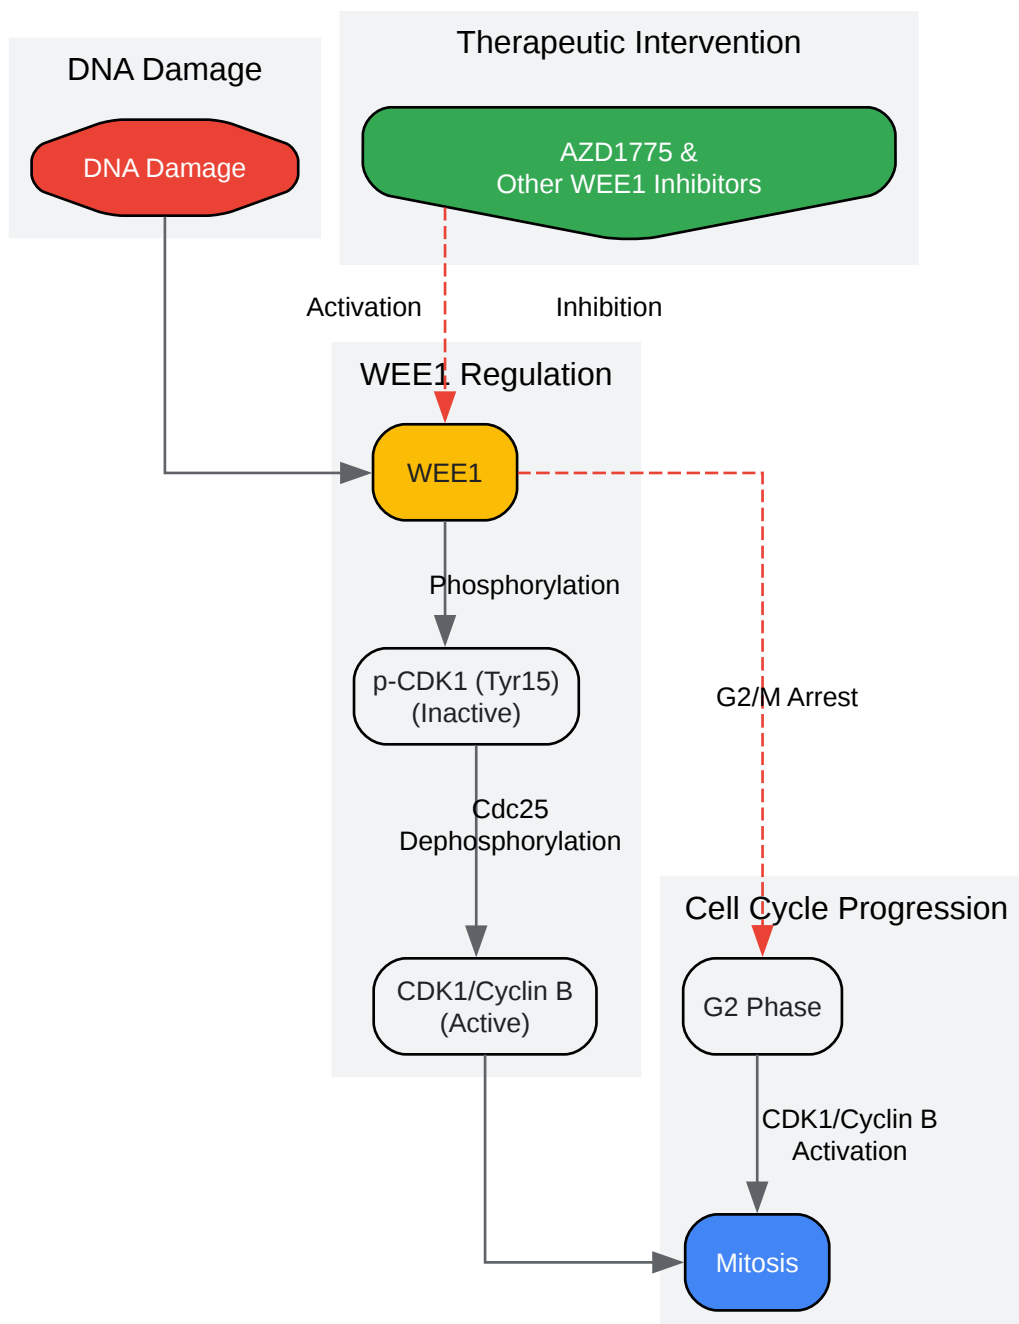 Therapeutic Intervention
DNA Damage
DNA Damage
AZD1775 &
Other WEE1 Inhibitors
Activation
Inhibition
WEE1 Regulation
WEE1
Phosphorylation
p-CDK1 (Tyr15)
(Inactive)
G2/M Arrest
Cdc25
Dephosphorylation
Cell Cycle Progression
CDK1/Cyclin B
(Active)
G2 Phase
CDK1/Cyclin B
Activation
Mitosis